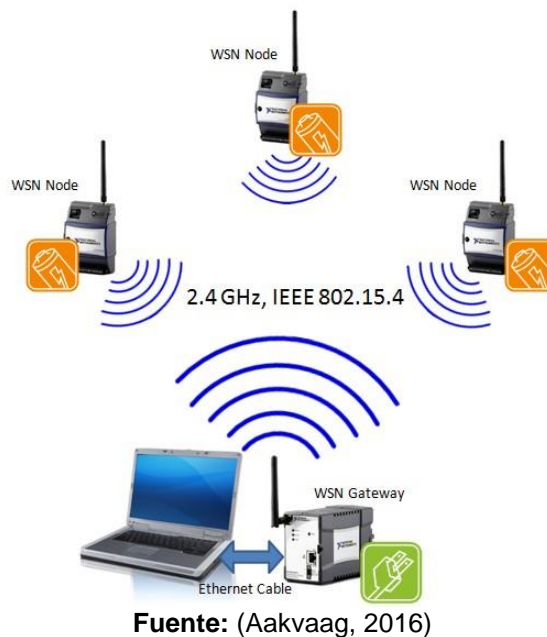 WSN Node
WSN Node
WSN Node
2.4 GHz, IEEE 802.15.4
WSN Gateway
Ethernet Cable
Fuente: (Aakvaag, 2016)